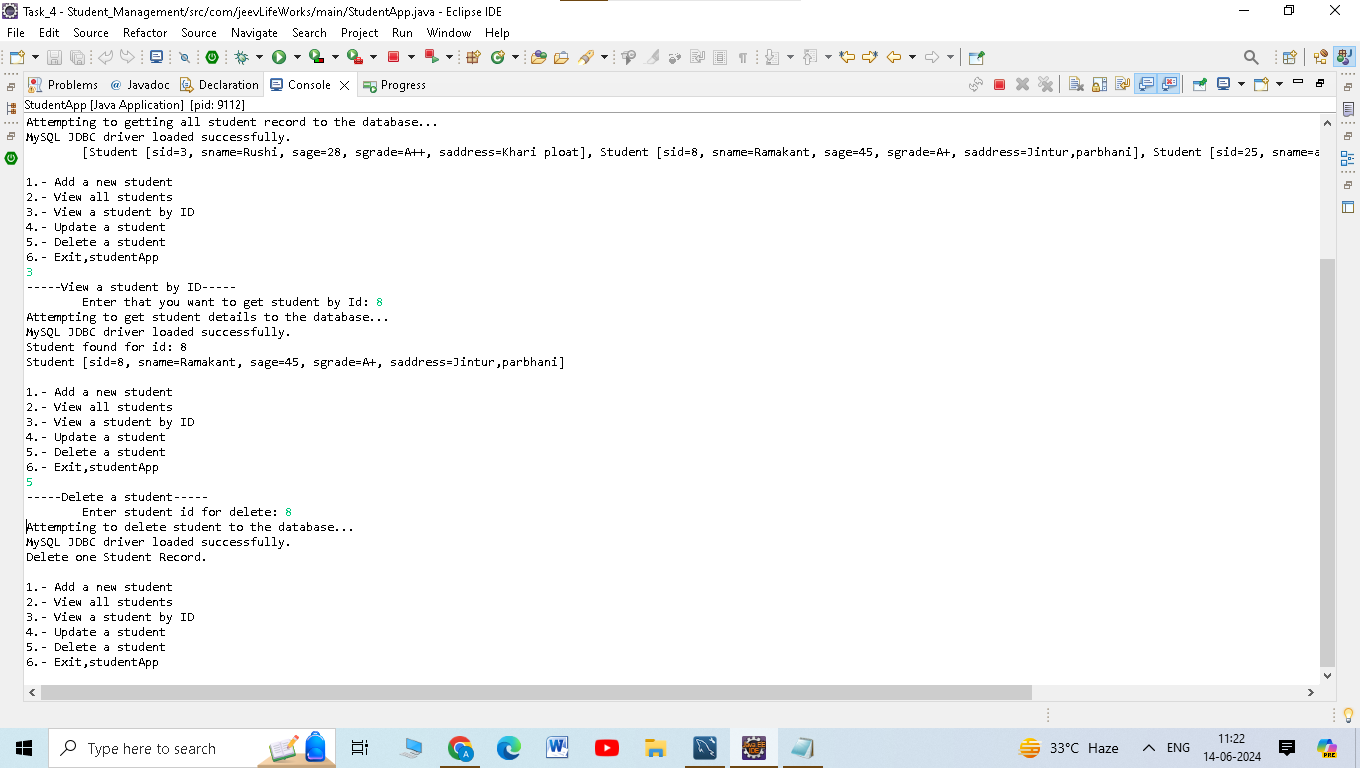 Task_4 - Student_Management/src/com/jeevLifeWorks/main/StudentApp.java - Eclipse IDE
File Edit Source Refactor Source Navigate Search Project Run Window Help
Problems @ Javadoc Declaration Console Progress
StudentApp [Java Application] [pid: 9112]
Attempting to getting all student record to the database...
MySQL JDBC driver loaded successfully.
[Student [sid=3, sname=Rushi, sage=28, sgrade=A++, saddress=Khari ploat], Student [sid=8, sname=Ramakant, sage=45, sgrade=A+, saddress=Jintur,parbhani], Student [sid=25, sname=a
1.- Add a new student
2.- View all students
3.- View a student by ID
4.- Update a student
5.- Delete a student
6.- Exit,studentApp
3
-----View a student by ID-----
Enter that you want to get student by Id: 8
Attempting to get student details to the database...
MySQL JDBC driver loaded successfully.
Student found for id: 8
Student [sid=8, sname=Ramakant, sage=45, sgrade=A+, saddress=Jintur,parbhani]
1.- Add a new student
2.- View all students
3.- View a student by ID
4.- Update a student
5.- Delete a student
6.- Exit,studentApp
5
-----Delete a student-----
Enter student id for delete: 8
Attempting to delete student to the database...
MySQL JDBC driver loaded successfully.
Delete one Student Record.
1.- Add a new student
2.- View all students
3.- View a student by ID
4.- Update a student
5.- Delete a student
6.- Exit,studentApp
Type here to search
33°C Haze
ENG
11:22
14-06-2024